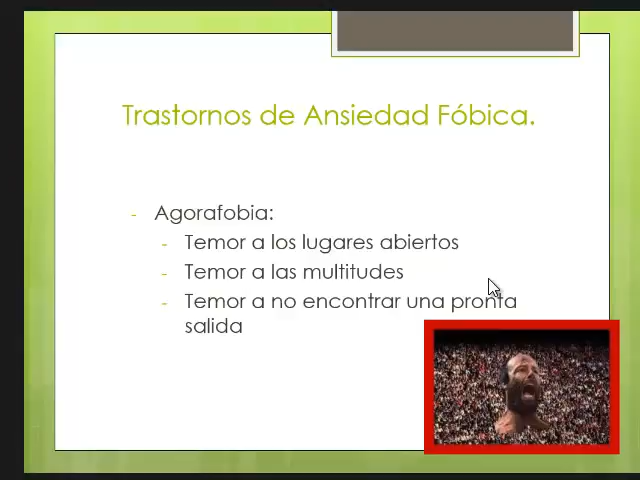 Trastornos de Ansiedad Fóbica.
- Agorafobia:
- Temor a los lugares abiertos
- Temor a las multitudes
- Temor a no encontrar una pronta
salida